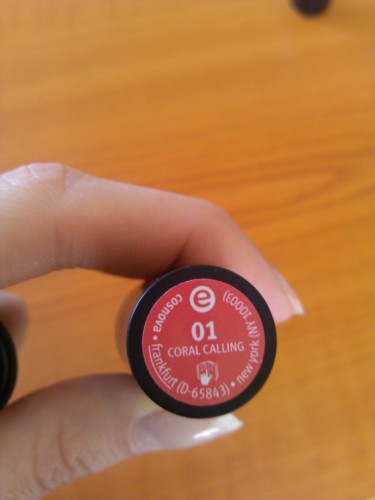 e
01
CORAL CALLING
cosnova • frankfurt (D-65843) • new york (NY 10003)